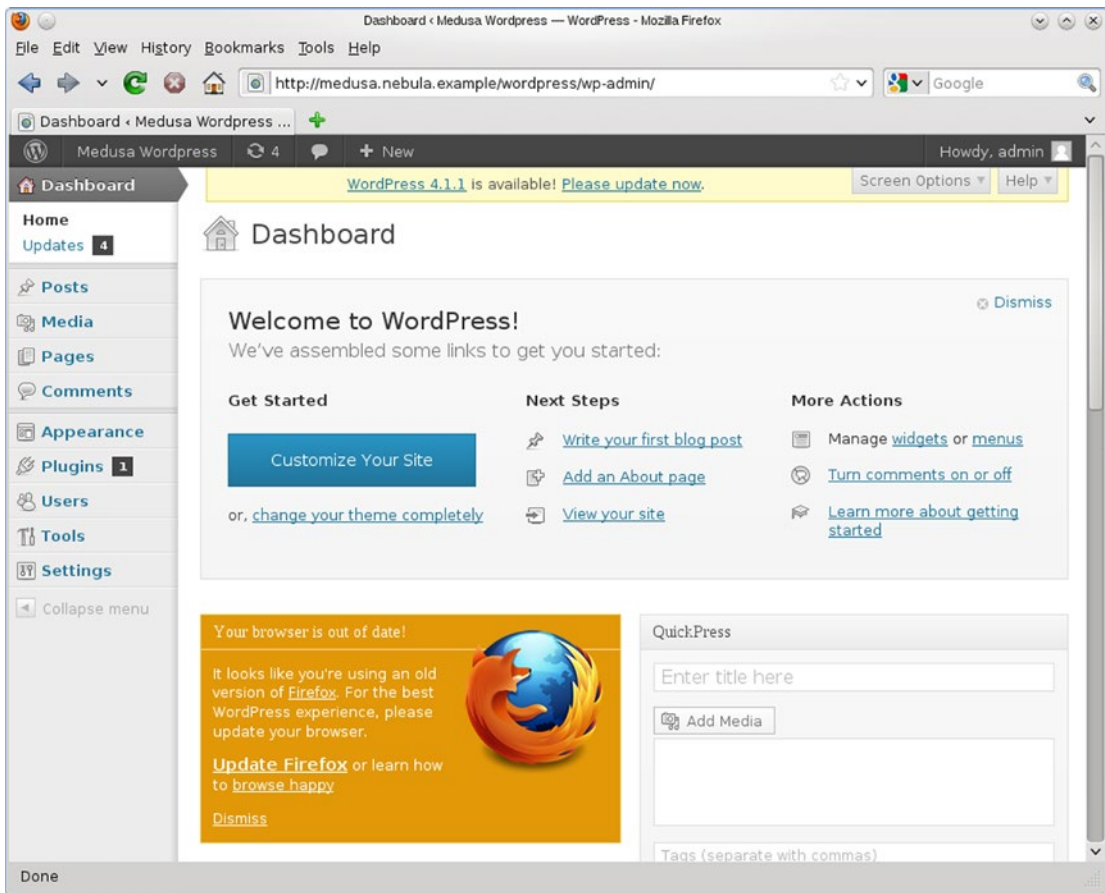 Dashboard ‹ Medusa Wordpress — WordPress - Mozilla Firefox
File Edit View History Bookmarks Tools Help
http://medusa.nebula.example/wordpress/wp-admin/
Google
Dashboard ‹ Medusa Wordpress ...
Medusa Wordpress 4 + New Howdy, admin
Dashboard
Home
Updates 4
Posts
Media
Pages
Comments
Appearance
Plugins 1
Users
Tools
Settings
Collapse menu
WordPress 4.1.1 is available! Please update now.
Screen Options Help
Dashboard
Dismiss
Welcome to WordPress!
We've assembled some links to get you started:
Get Started
Customize Your Site
or, change your theme completely
Next Steps
Write your first blog post
Add an About page
View your site
More Actions
Manage widgets or menus
Turn comments on or off
Learn more about getting
started
Your browser is out of date!
It looks like you're using an old
version of Firefox. For the best
WordPress experience, please
update your browser.
Update Firefox or learn how
to browse happy
Dismiss
QuickPress
Enter title here
Add Media
Tags (separate with commas)
Done